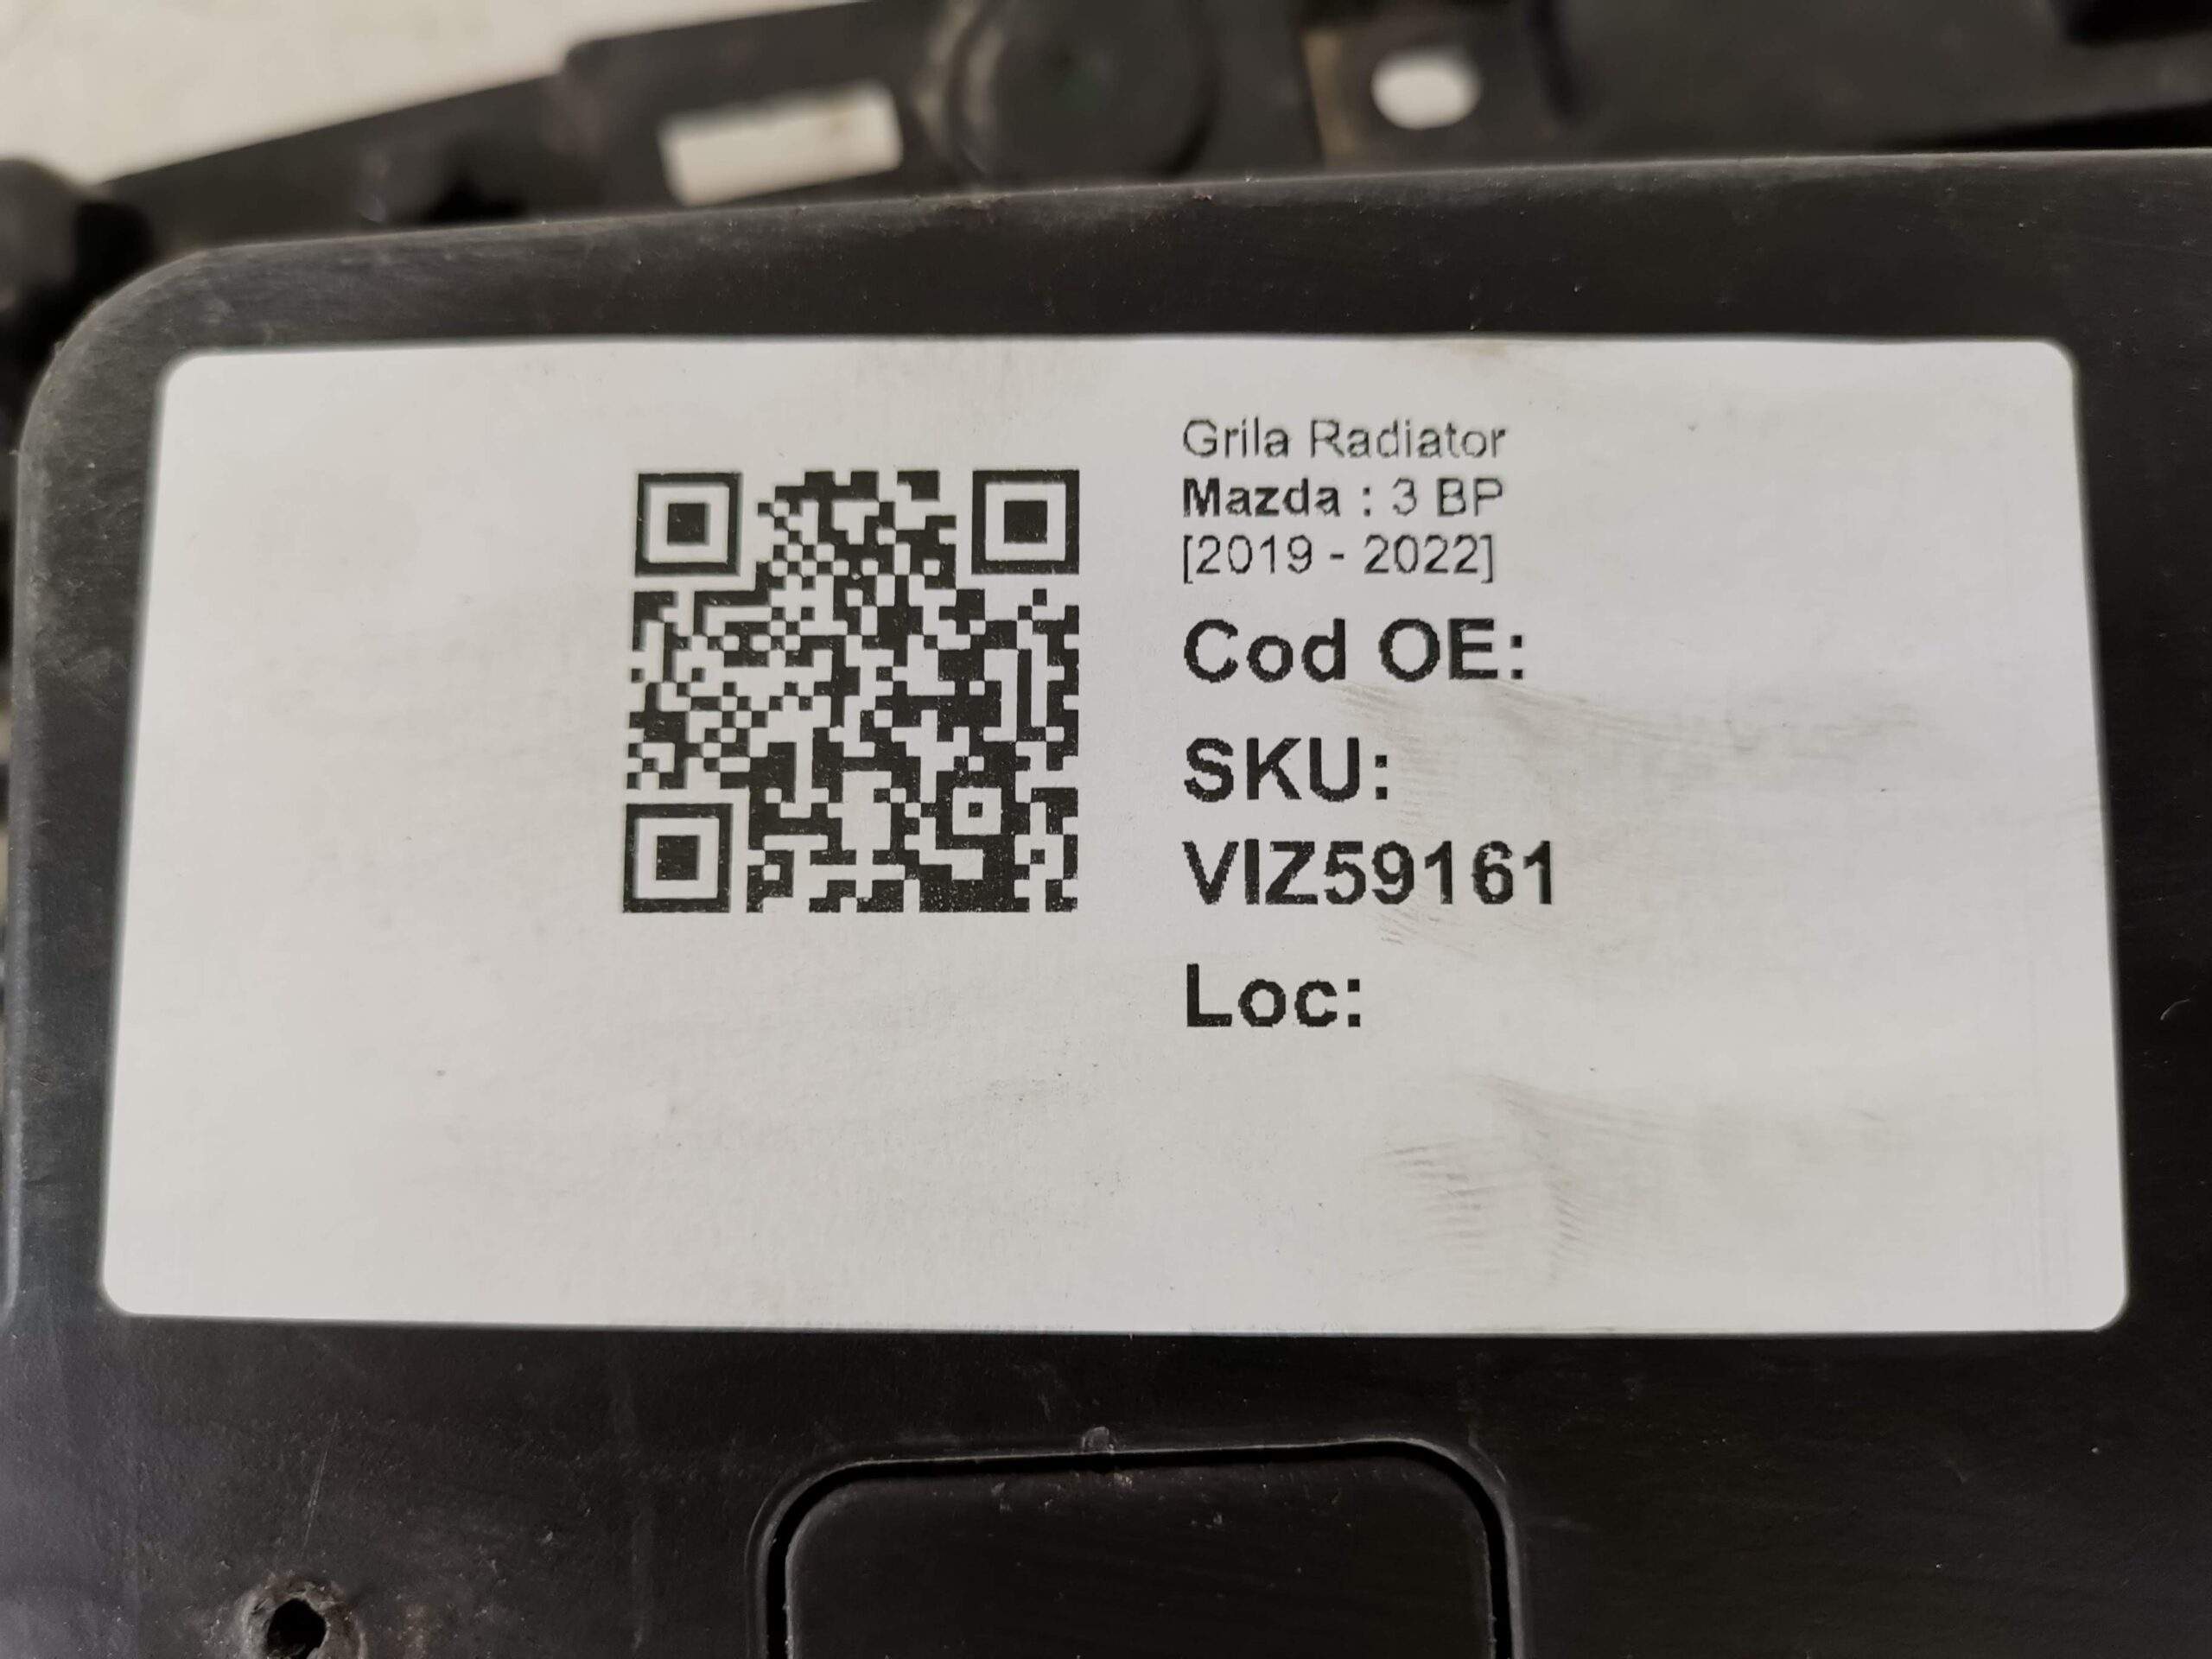 Grila Radiator
Mazda : 3 BP
[2019 - 2022]
Cod OE:
SKU:
VIZ59161
Loc: